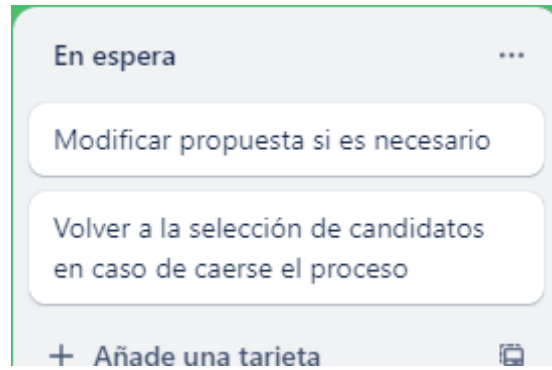 En espera
Modificar propuesta si es necesario
Volver a la selección de candidatos
en caso de caerse el proceso
Añade una tarjeta